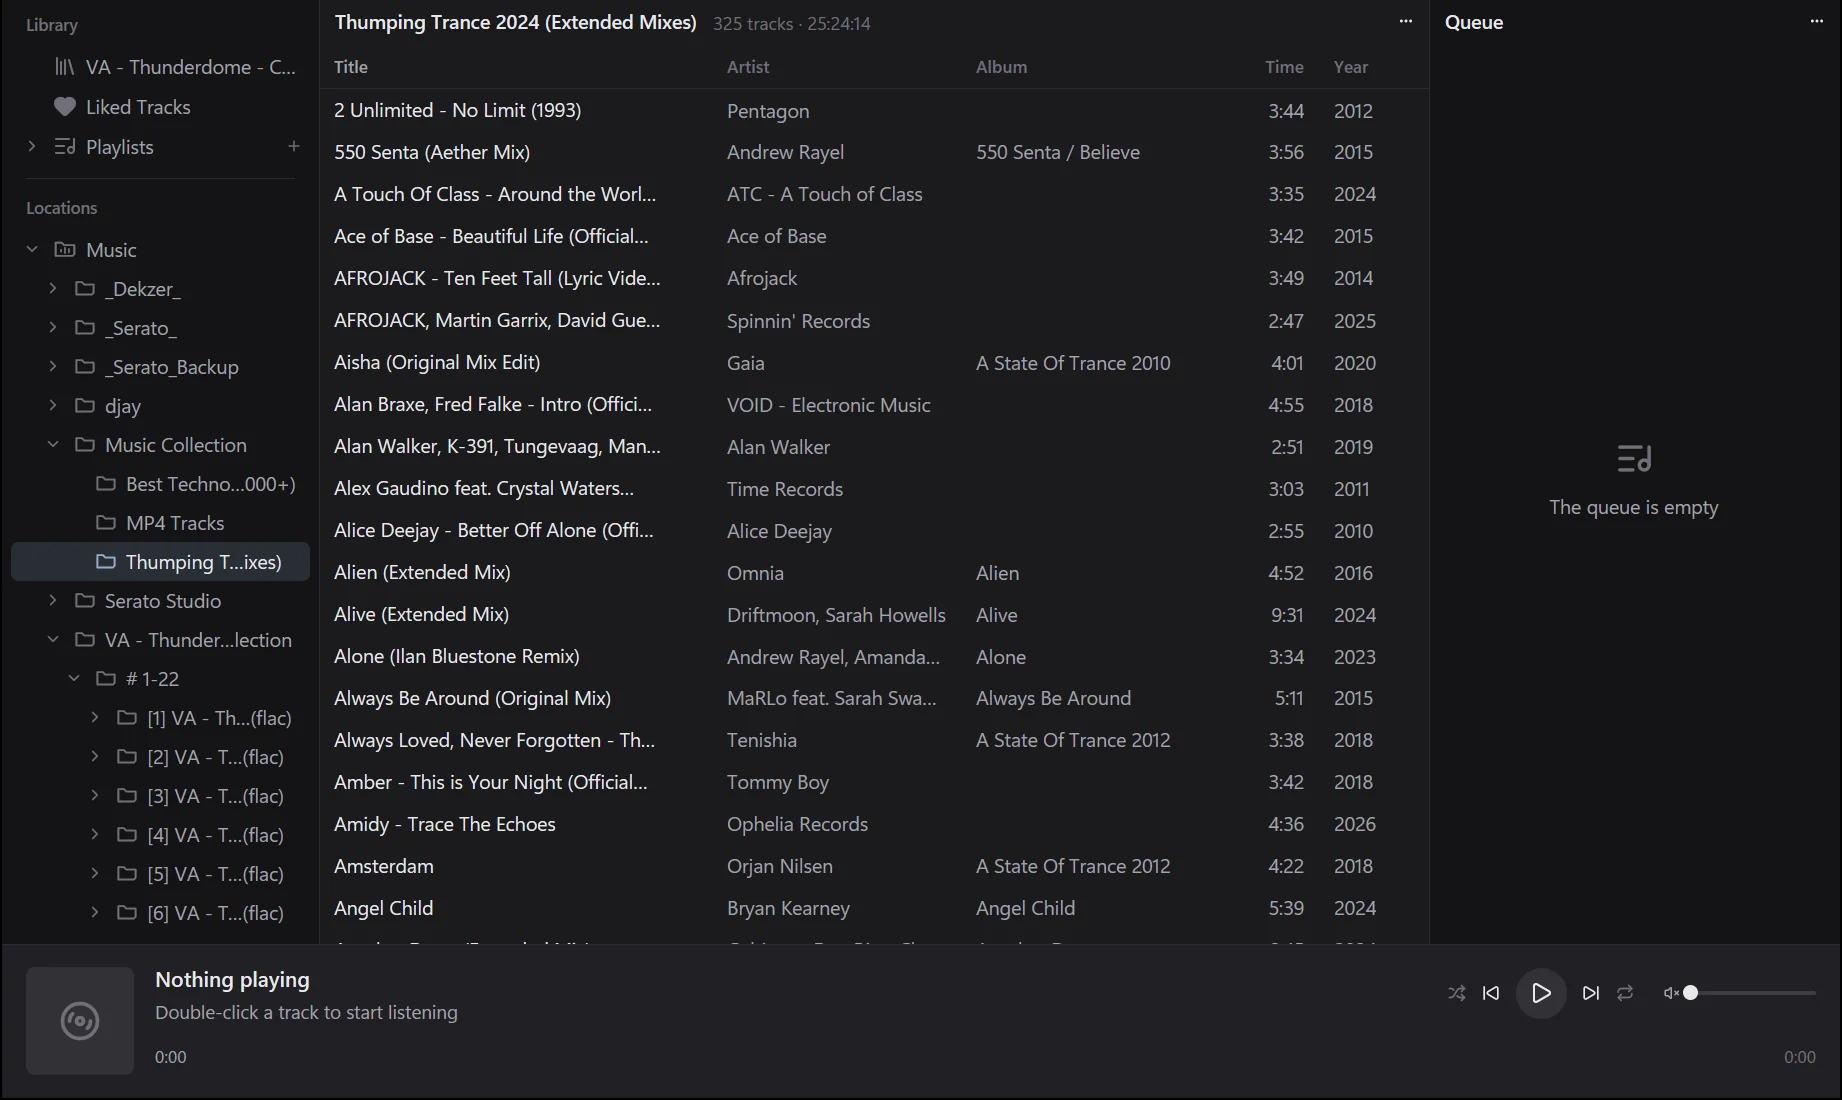 Library
VA - Thunderdome - C...
Liked Tracks
Playlists
Locations
Music
_Dekzer_
_Serato_
_Serato_Backup
djay
Music Collection
Best Techno...000+)
MP4 Tracks
Thumping T...ixes)
Serato Studio
VA - Thunder...lection
# 1-22
[1] VA - Th...(flac)
[2] VA - T...(flac)
[3] VA - T...(flac)
[4] VA - T...(flac)
[5] VA - T...(flac)
[6] VA - T...(flac)
Thumping Trance 2024 (Extended Mixes) 325 tracks · 25:24:14
Title Artist Album Time Year
2 Unlimited - No Limit (1993) Pentagon 3:44 2012
550 Senta (Aether Mix) Andrew Rayel 550 Senta / Believe 3:56 2015
A Touch Of Class - Around the Worl... ATC - A Touch of Class 3:35 2024
Ace of Base - Beautiful Life (Official... Ace of Base 3:42 2015
AFROJACK - Ten Feet Tall (Lyric Vide... Afrojack 3:49 2014
AFROJACK, Martin Garrix, David Gue... Spinnin' Records 2:47 2025
Aisha (Original Mix Edit) Gaia A State Of Trance 2010 4:01 2020
Alan Braxe, Fred Falke - Intro (Offici... VOID - Electronic Music 4:55 2018
Alan Walker, K-391, Tungevaag, Man... Alan Walker 2:51 2019
Alex Gaudino feat. Crystal Waters... Time Records 3:03 2011
Alice Deejay - Better Off Alone (Offi... Alice Deejay 2:55 2010
Alien (Extended Mix) Omnia Alien 4:52 2016
Alive (Extended Mix) Driftmoon, Sarah Howells Alive 9:31 2024
Alone (Ilan Bluestone Remix) Andrew Rayel, Amanda... Alone 3:34 2023
Always Be Around (Original Mix) MaRLo feat. Sarah Swa... Always Be Around 5:11 2015
Always Loved, Never Forgotten - Th... Tenishia A State Of Trance 2012 3:38 2018
Amber - This is Your Night (Official... Tommy Boy 3:42 2018
Amidy - Trace The Echoes Ophelia Records 4:36 2026
Amsterdam Orjan Nilsen A State Of Trance 2012 4:22 2018
Angel Child Bryan Kearney Angel Child 5:39 2024
Queue
The queue is empty
Nothing playing
Double-click a track to start listening
0:00
0:00